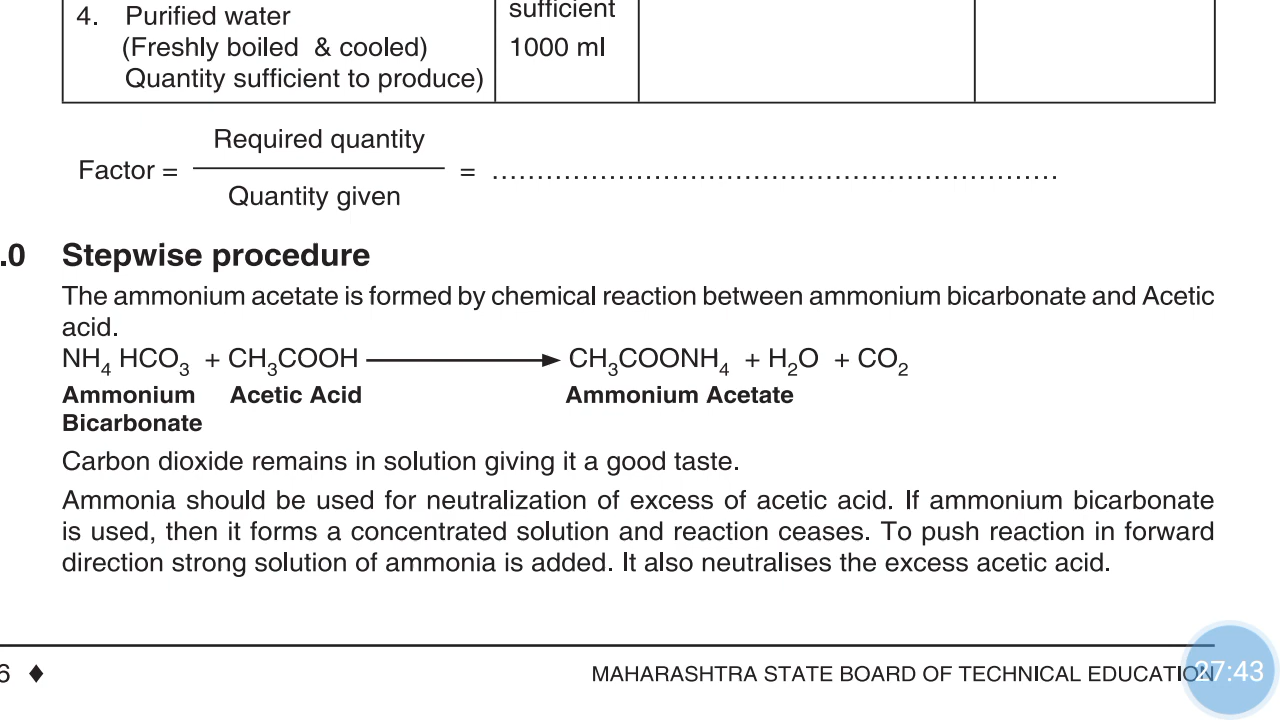 sufficient
4. Purified water
(Freshly boiled & cooled)
1000 ml
Quantity sufficient to produce)
Required quantity
Factor = = ...............................................................
Quantity given
.0 Stepwise procedure
The ammonium acetate is formed by chemical reaction between ammonium bicarbonate and Acetic
acid.
NH4 HCO3 + CH3COOH ⟶ CH3COONH4 + H2O + CO2
Ammonium Acetic Acid Ammonium Acetate
Bicarbonate
Carbon dioxide remains in solution giving it a good taste.
Ammonia should be used for neutralization of excess of acetic acid. If ammonium bicarbonate
is used, then it forms a concentrated solution and reaction ceases. To push reaction in forward
direction strong solution of ammonia is added. It also neutralises the excess acetic acid.
6 ♦ MAHARASHTRA STATE BOARD OF TECHNICAL EDUCATION
27:43